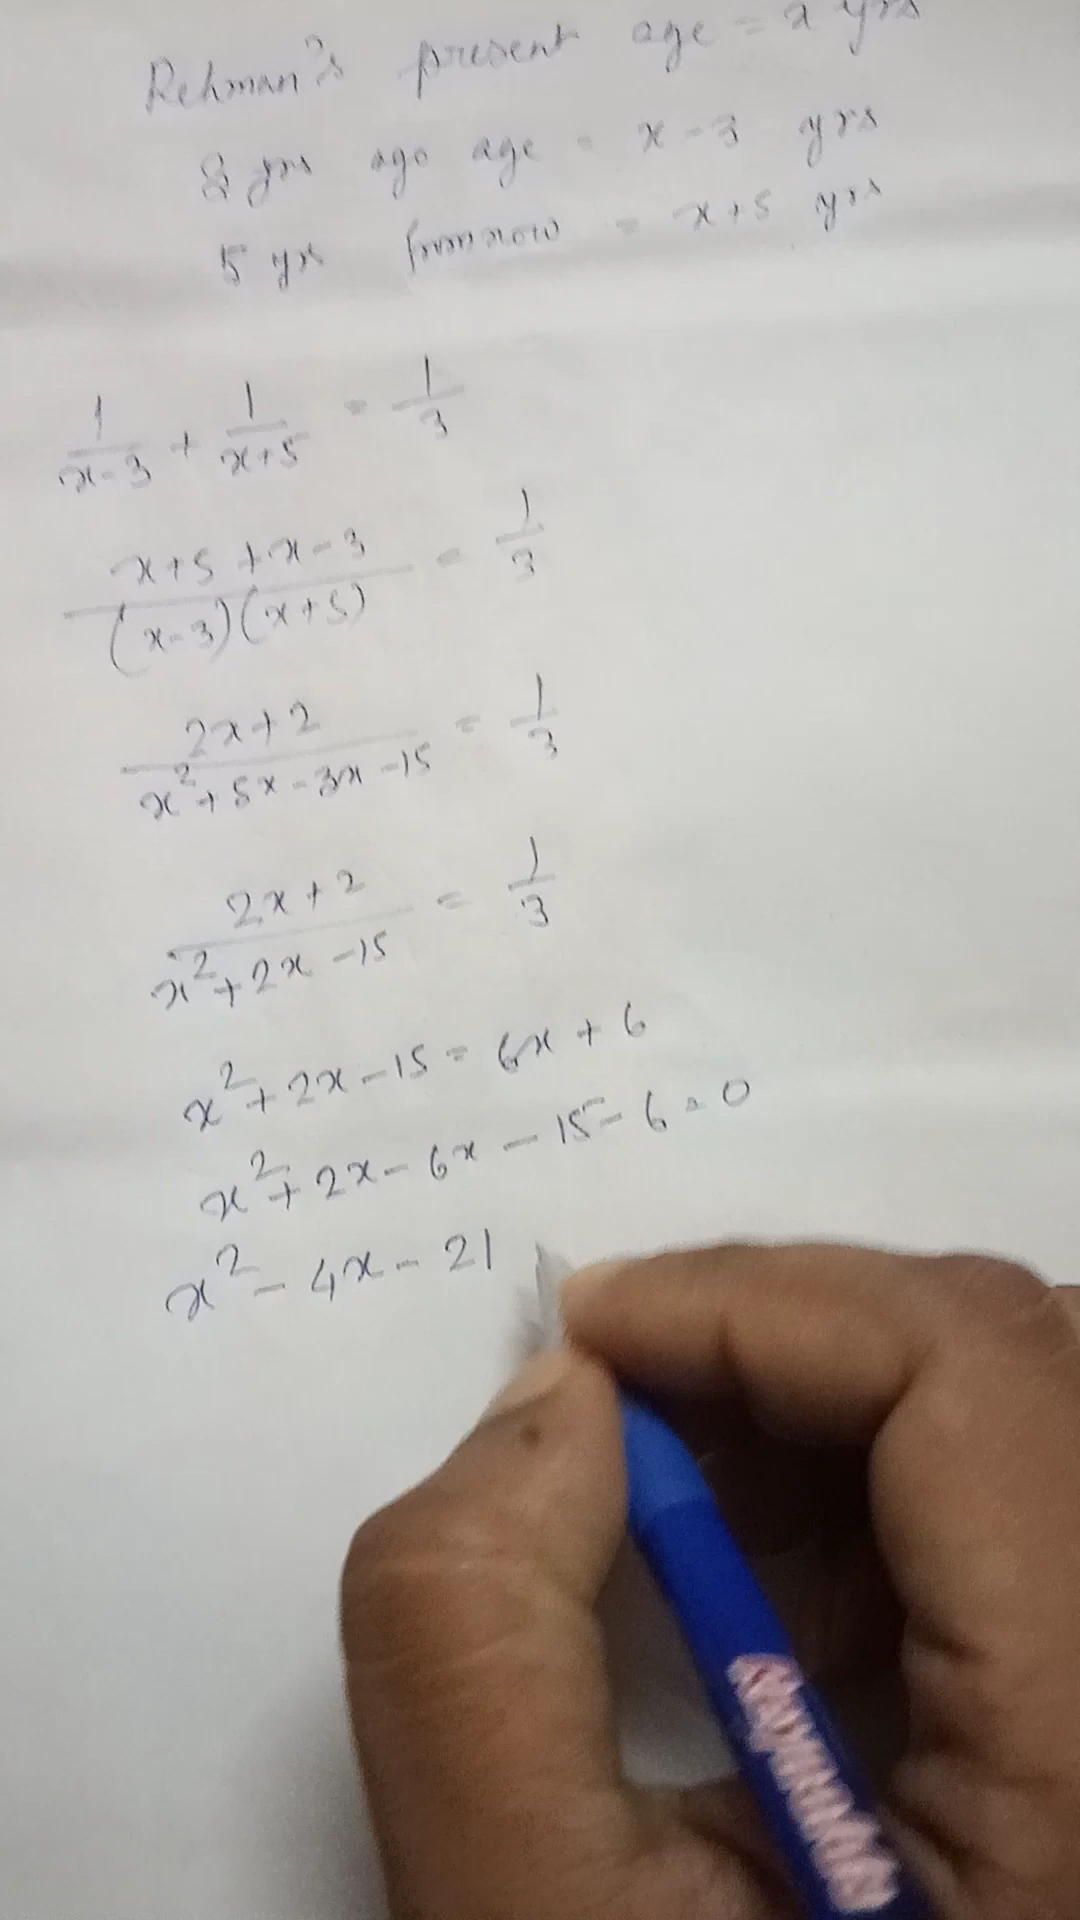 Rehman's present age = x yrs
3 yrs ago age = x-3 yrs
5 yrs from now = x+5 yrs
1/(x-3) + 1/(x+5) = 1/3
(x+5+x-3)/((x-3)(x+5)) = 1/3
(2x+2)/(x²+5x-3x-15) = 1/3
(2x+2)/(x²+2x-15) = 1/3
x²+2x-15 = 6x+6
x²+2x-6x-15-6=0
x²-4x-21